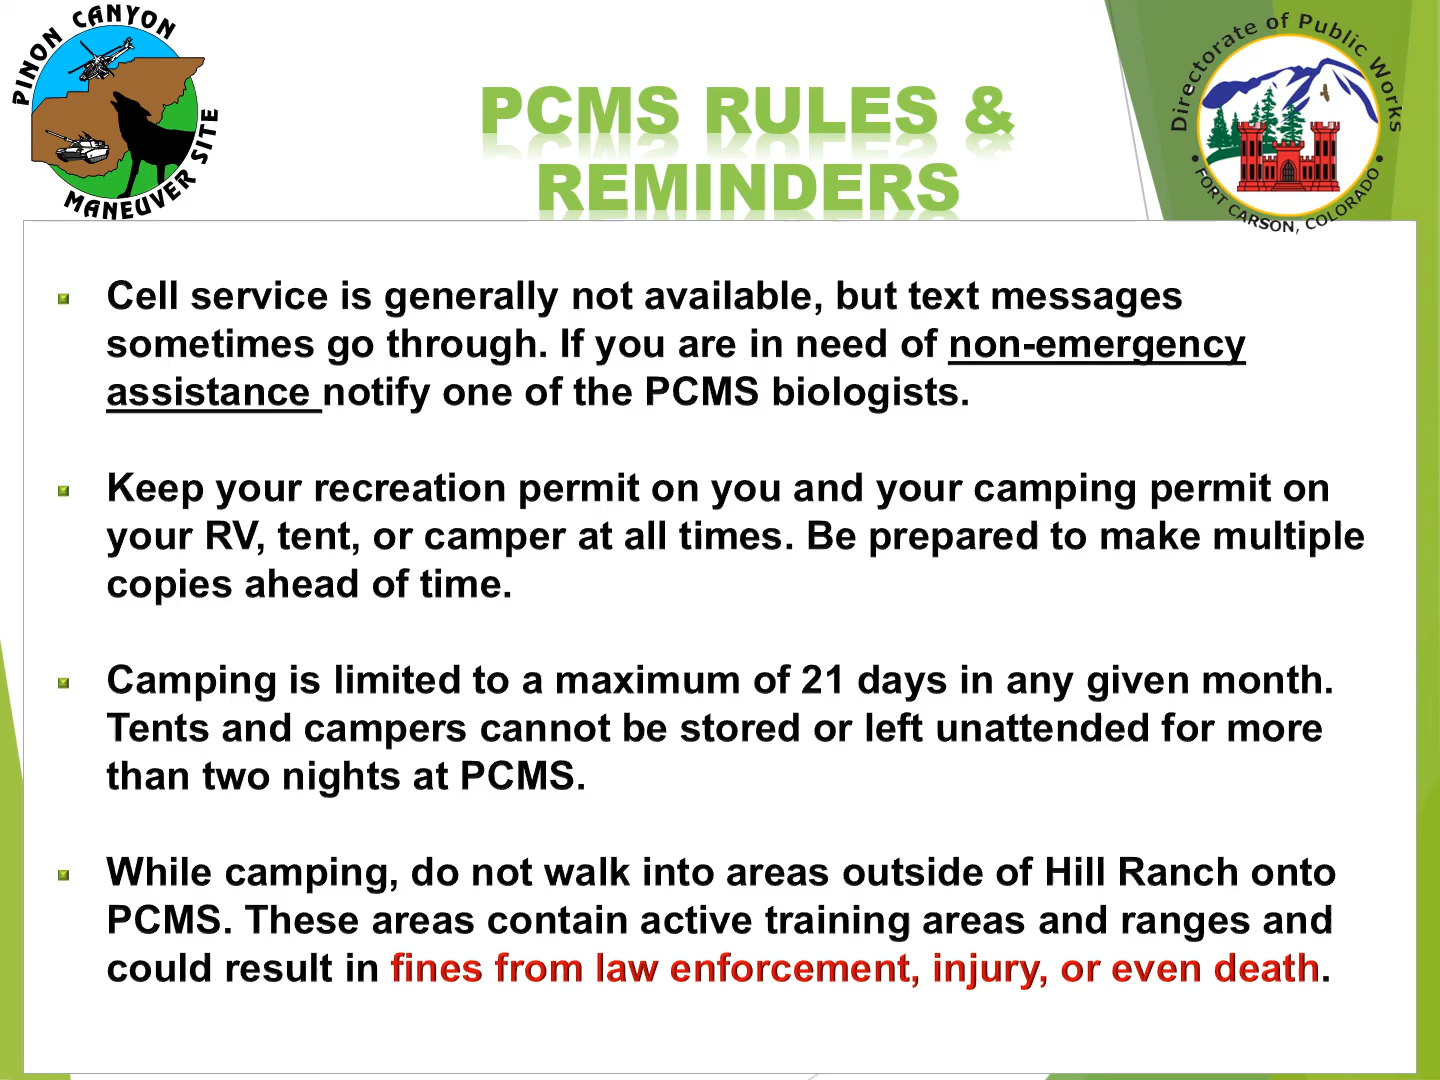 PINON CANYON
MANEUVER SITE
PCMS RULES &
REMINDERS
Directorate of Public Works
• FORT CARSON, COLORADO •
Cell service is generally not available, but text messages
sometimes go through. If you are in need of non-emergency
assistance notify one of the PCMS biologists.
Keep your recreation permit on you and your camping permit on
your RV, tent, or camper at all times. Be prepared to make multiple
copies ahead of time.
Camping is limited to a maximum of 21 days in any given month.
Tents and campers cannot be stored or left unattended for more
than two nights at PCMS.
While camping, do not walk into areas outside of Hill Ranch onto
PCMS. These areas contain active training areas and ranges and
could result in fines from law enforcement, injury, or even death.